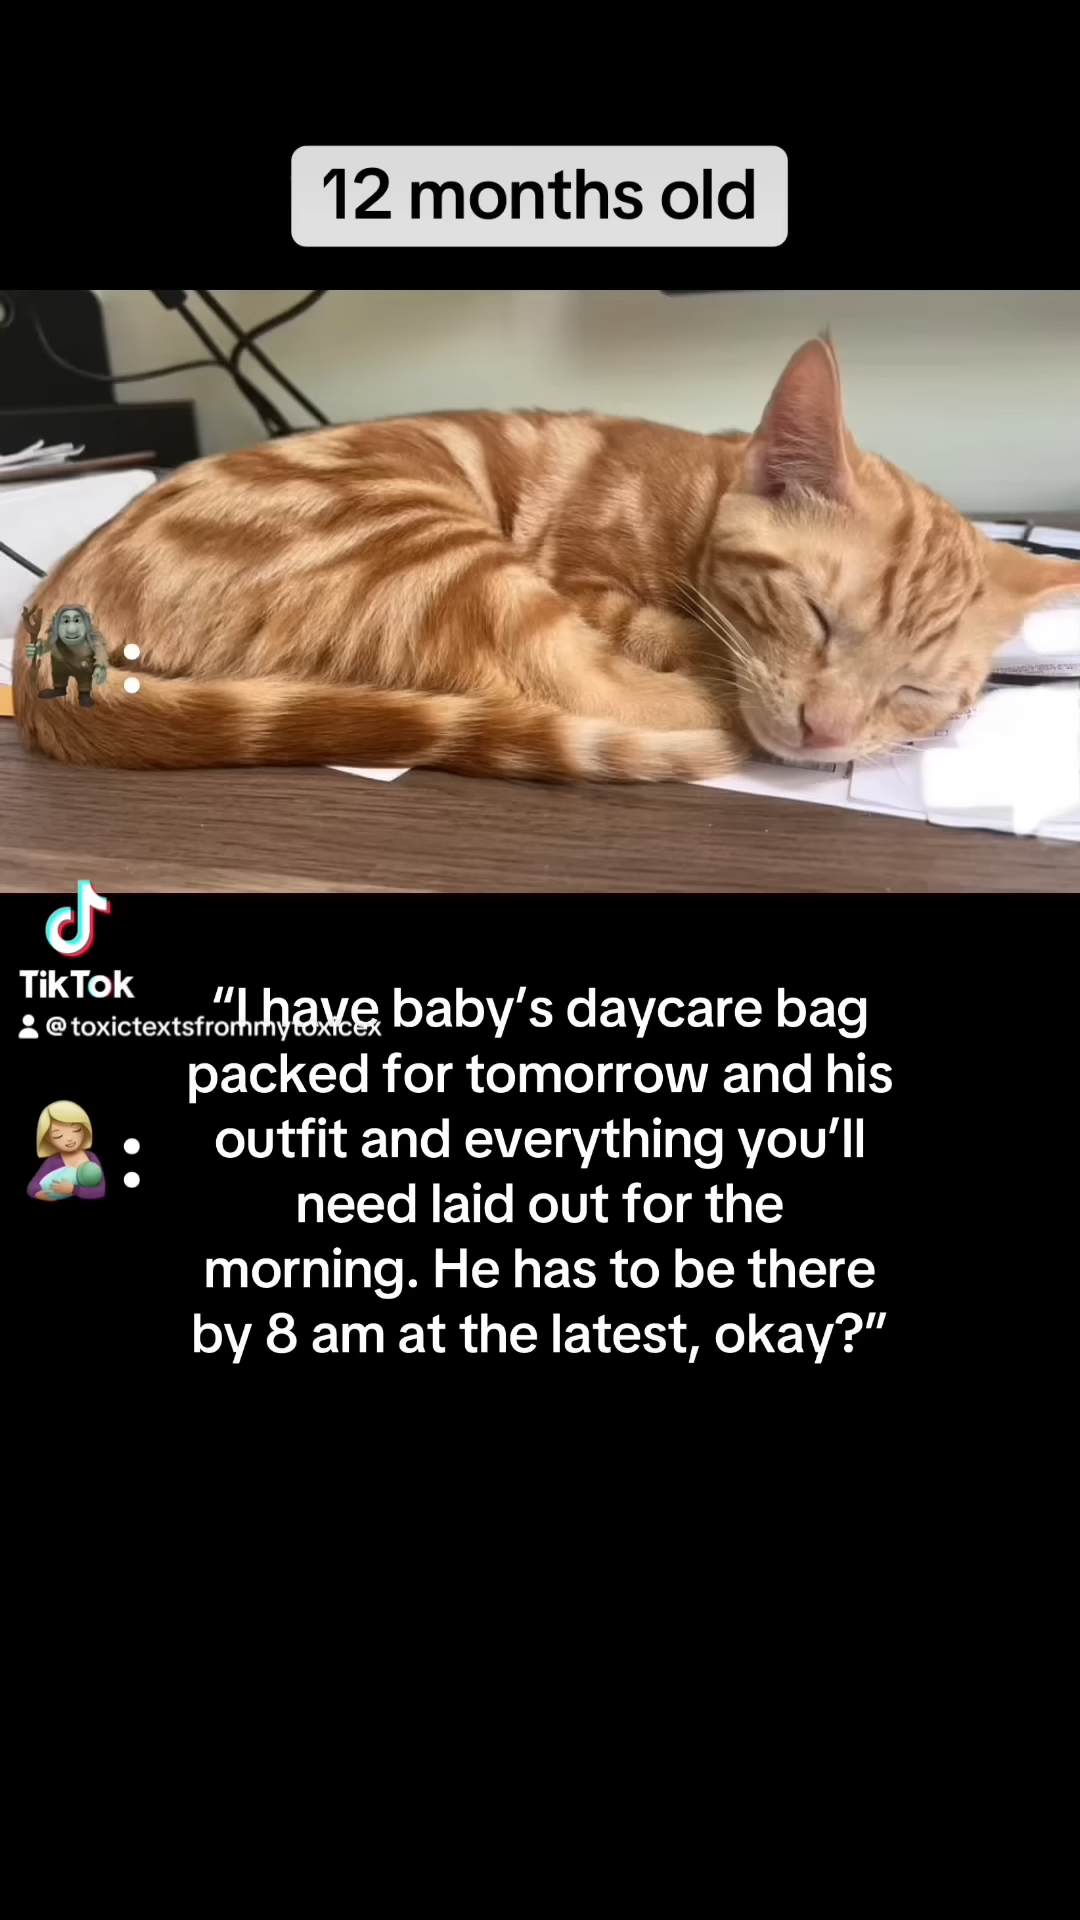 12 months old
:
TikTok
@toxictextsfrommytoxicex
:
“I have baby’s daycare bag
packed for tomorrow and his
outfit and everything you’ll
need laid out for the
morning. He has to be there
by 8 am at the latest, okay?”